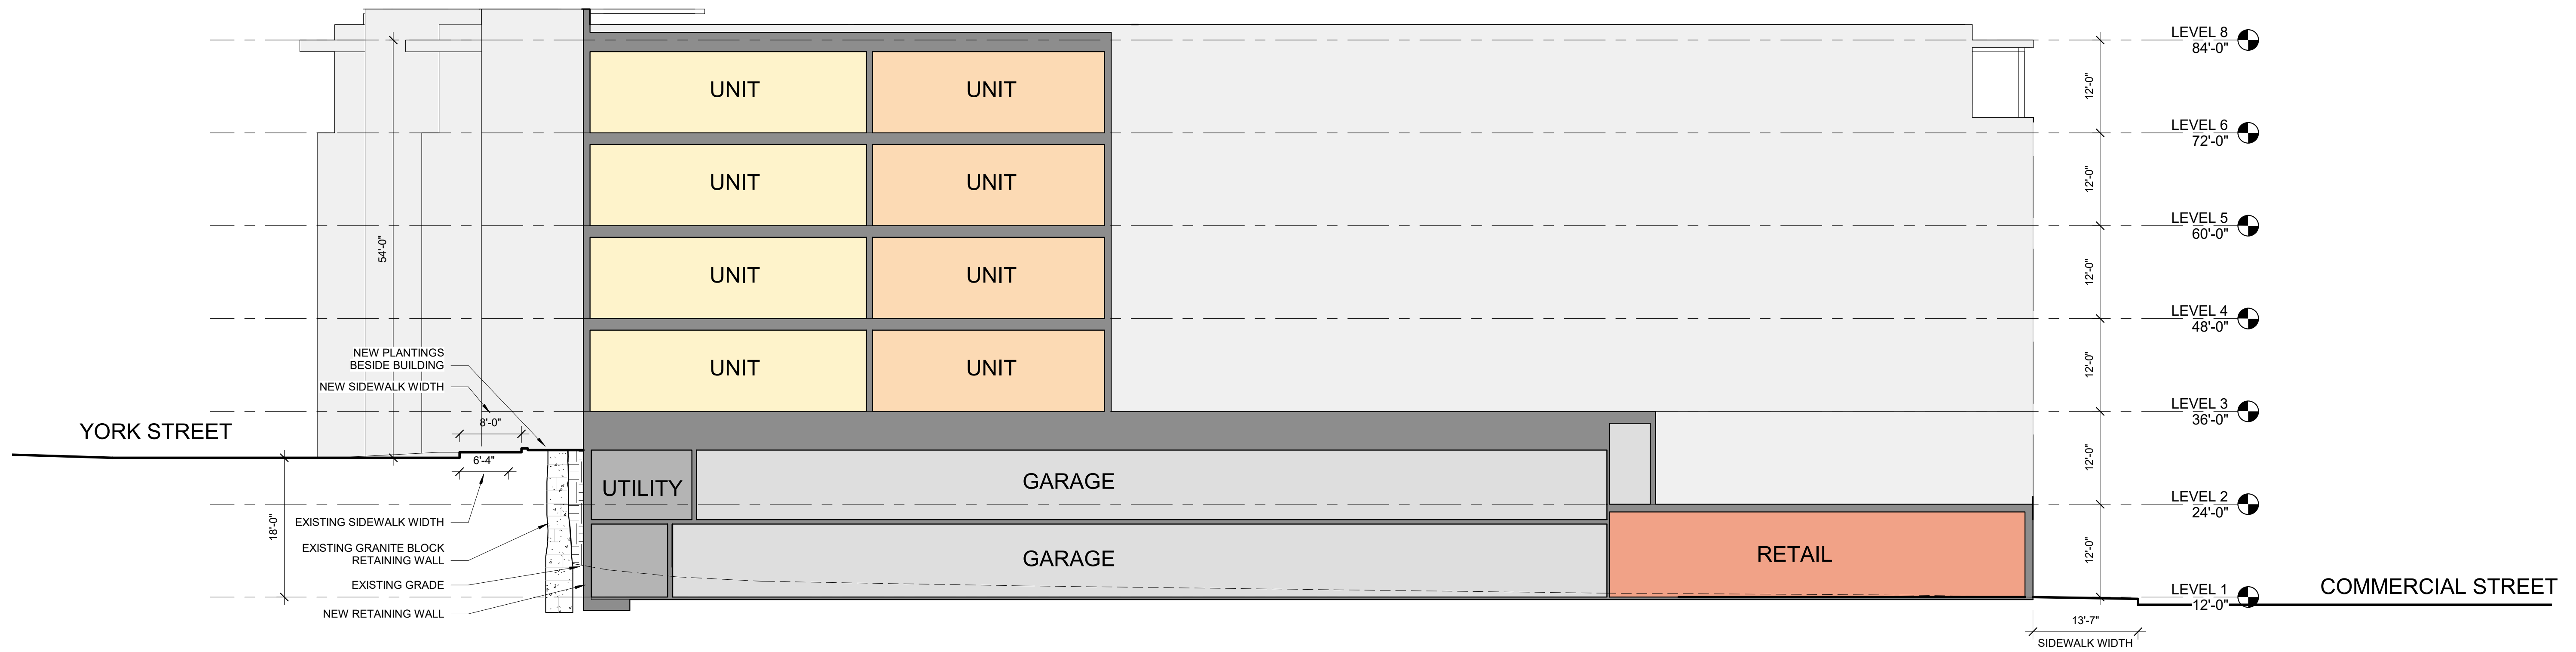 LEVEL 8
84'-0"
12'-0"
UNIT
UNIT
LEVEL 6
72'-0"
12'-0"
UNIT
UNIT
LEVEL 5
60'-0"
54'-0"
12'-0"
UNIT
UNIT
LEVEL 4
48'-0"
12'-0"
UNIT
UNIT
NEW PLANTINGS
BESIDE BUILDING
NEW SIDEWALK WIDTH
LEVEL 3
36'-0"
8'-0"
YORK STREET
6'-4"
12'-0"
UTILITY
GARAGE
LEVEL 2
24'-0"
18'-0"
EXISTING SIDEWALK WIDTH
EXISTING GRANITE BLOCK
RETAINING WALL
GARAGE
RETAIL
12'-0"
EXISTING GRADE
NEW RETAINING WALL
LEVEL 1
12'-0"
COMMERCIAL STREET
13'-7"
SIDEWALK WIDTH